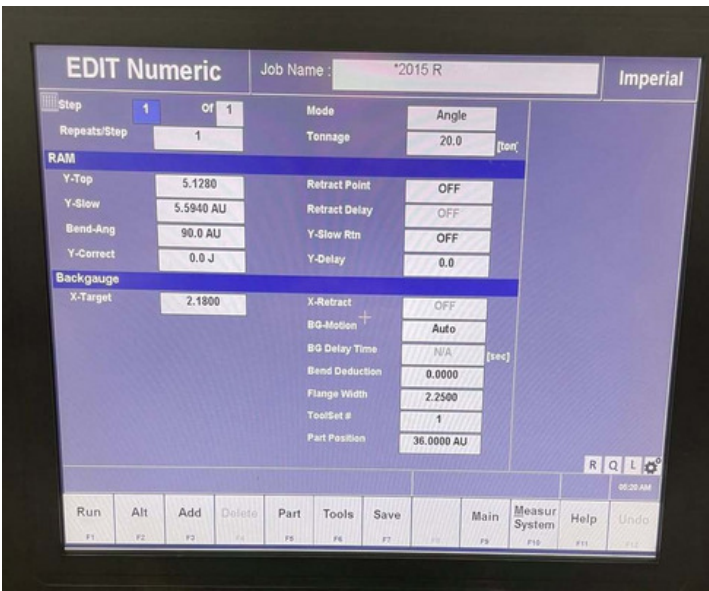 EDIT Numeric Job Name : *2015 R Imperial
Step 1 Of 1 Mode Angle
Repeats/Step 1 Tonnage 20.0 [ton]
RAM
Y-Top 5.1280 Retract Point OFF
Y-Slow 5.5940 AU Retract Delay OFF
Bend-Ang 90.0 AU Y-Slow Rtn OFF
Y-Correct 0.0 J Y-Delay 0.0
Backgauge
X-Target 2.1800 X-Retract OFF
BG-Motion Auto
BG Delay Time N/A [sec]
Bend Deduction 0.0000
Flange Width 2.2500
ToolSet # 1
Part Position 36.0000 AU
R Q L
05:20 AM
Run Alt Add Delete Part Tools Save Main Measur System Help Undo
F1 F2 F3 F4 F5 F6 F7 F8 F9 F10 F11 F12